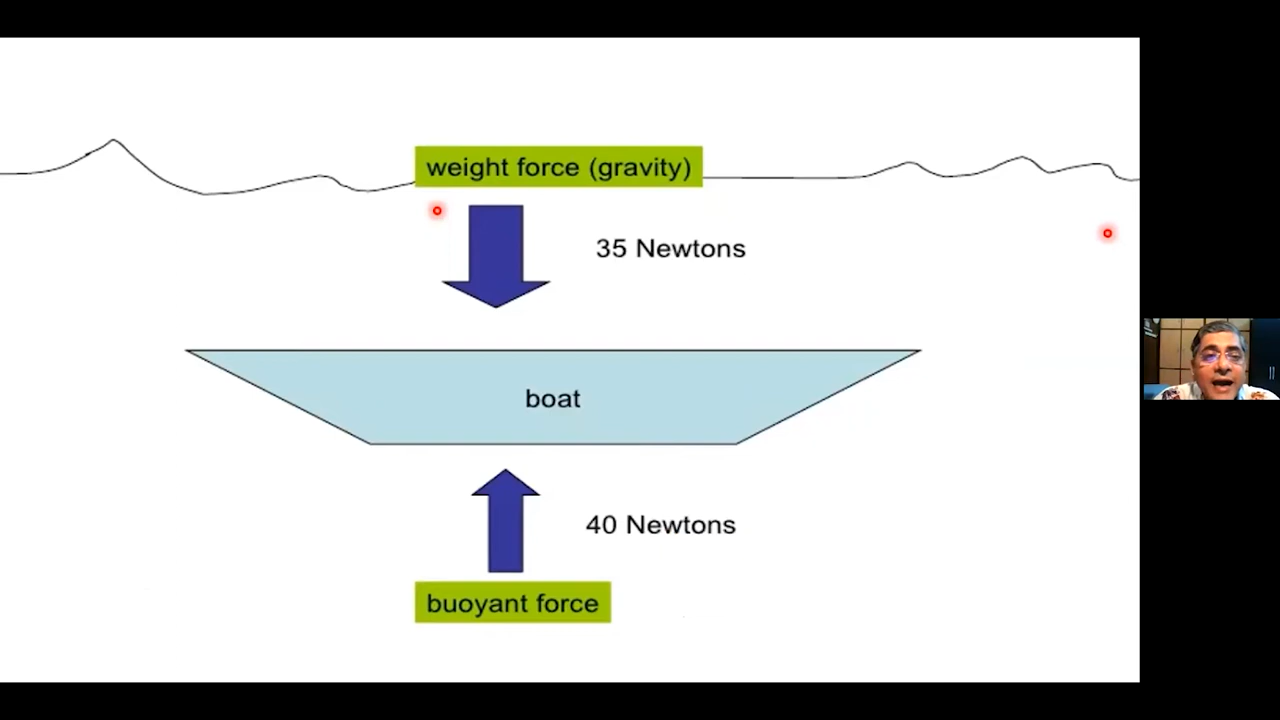 weight force (gravity)
35 Newtons
boat
40 Newtons
buoyant force